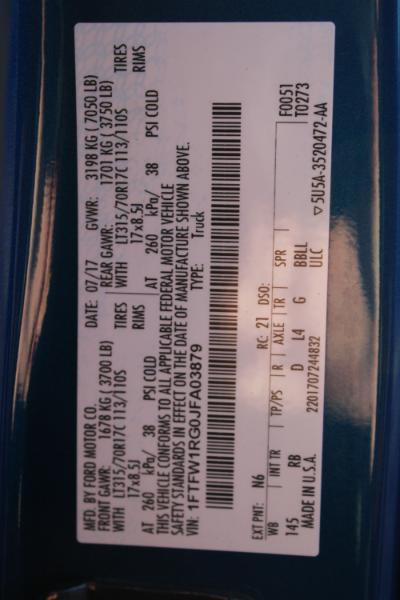 MFD. BY FORD MOTOR CO. DATE: 07/17 GVWR: 3198 KG ( 7050 LB)
FRONT GAWR: 1678 KG ( 3700 LB) REAR GAWR: 1701 KG ( 3750 LB)
WITH LT315/70R17C 113/110S TIRES WITH LT315/70R17C 113/110S TIRES
17x8.5J RIMS 17x8.5J RIMS
AT 260 kPa/ 38 PSI COLD AT 260 kPa/ 38 PSI COLD
THIS VEHICLE CONFORMS TO ALL APPLICABLE FEDERAL MOTOR VEHICLE
SAFETY STANDARDS IN EFFECT ON THE DATE OF MANUFACTURE SHOWN ABOVE.
VIN: 1FTFW1RG0JFA03879 TYPE: Truck
F0051
T0273
EXT PNT: N6 RC: 21 DSO:
WB INT TR TP/PS R AXLE TR SPR ▽5U5A-3520472-AA
145 RB D L4 G BBLL
MADE IN U.S.A. 2201707244832 ULC